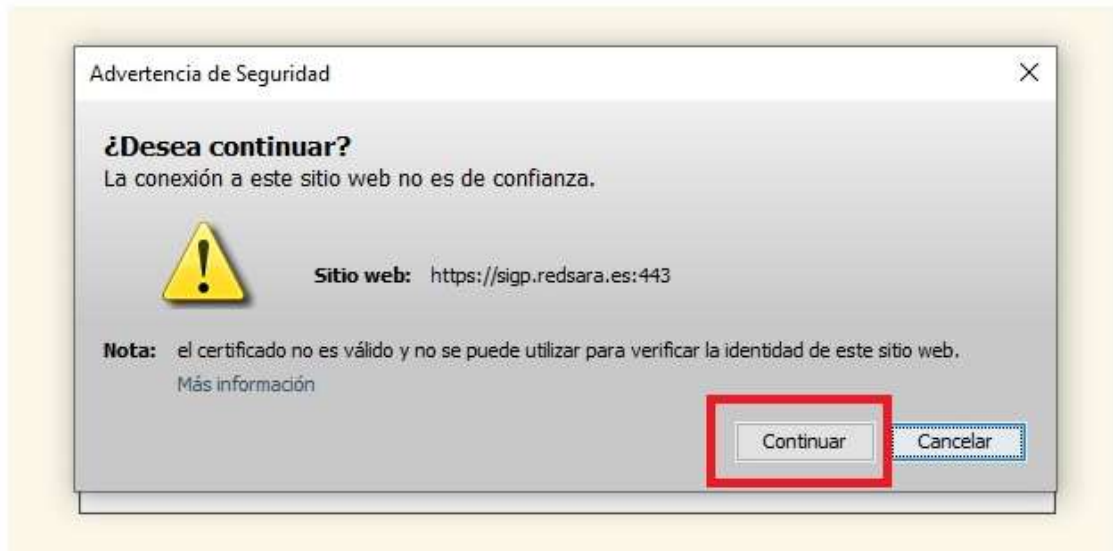 Advertencia de Seguridad
¿Desea continuar?
La conexión a este sitio web no es de confianza.
Sitio web: https://sigp.redsara.es:443
Nota: el certificado no es válido y no se puede utilizar para verificar la identidad de este sitio web.
Más información
Continuar Cancelar